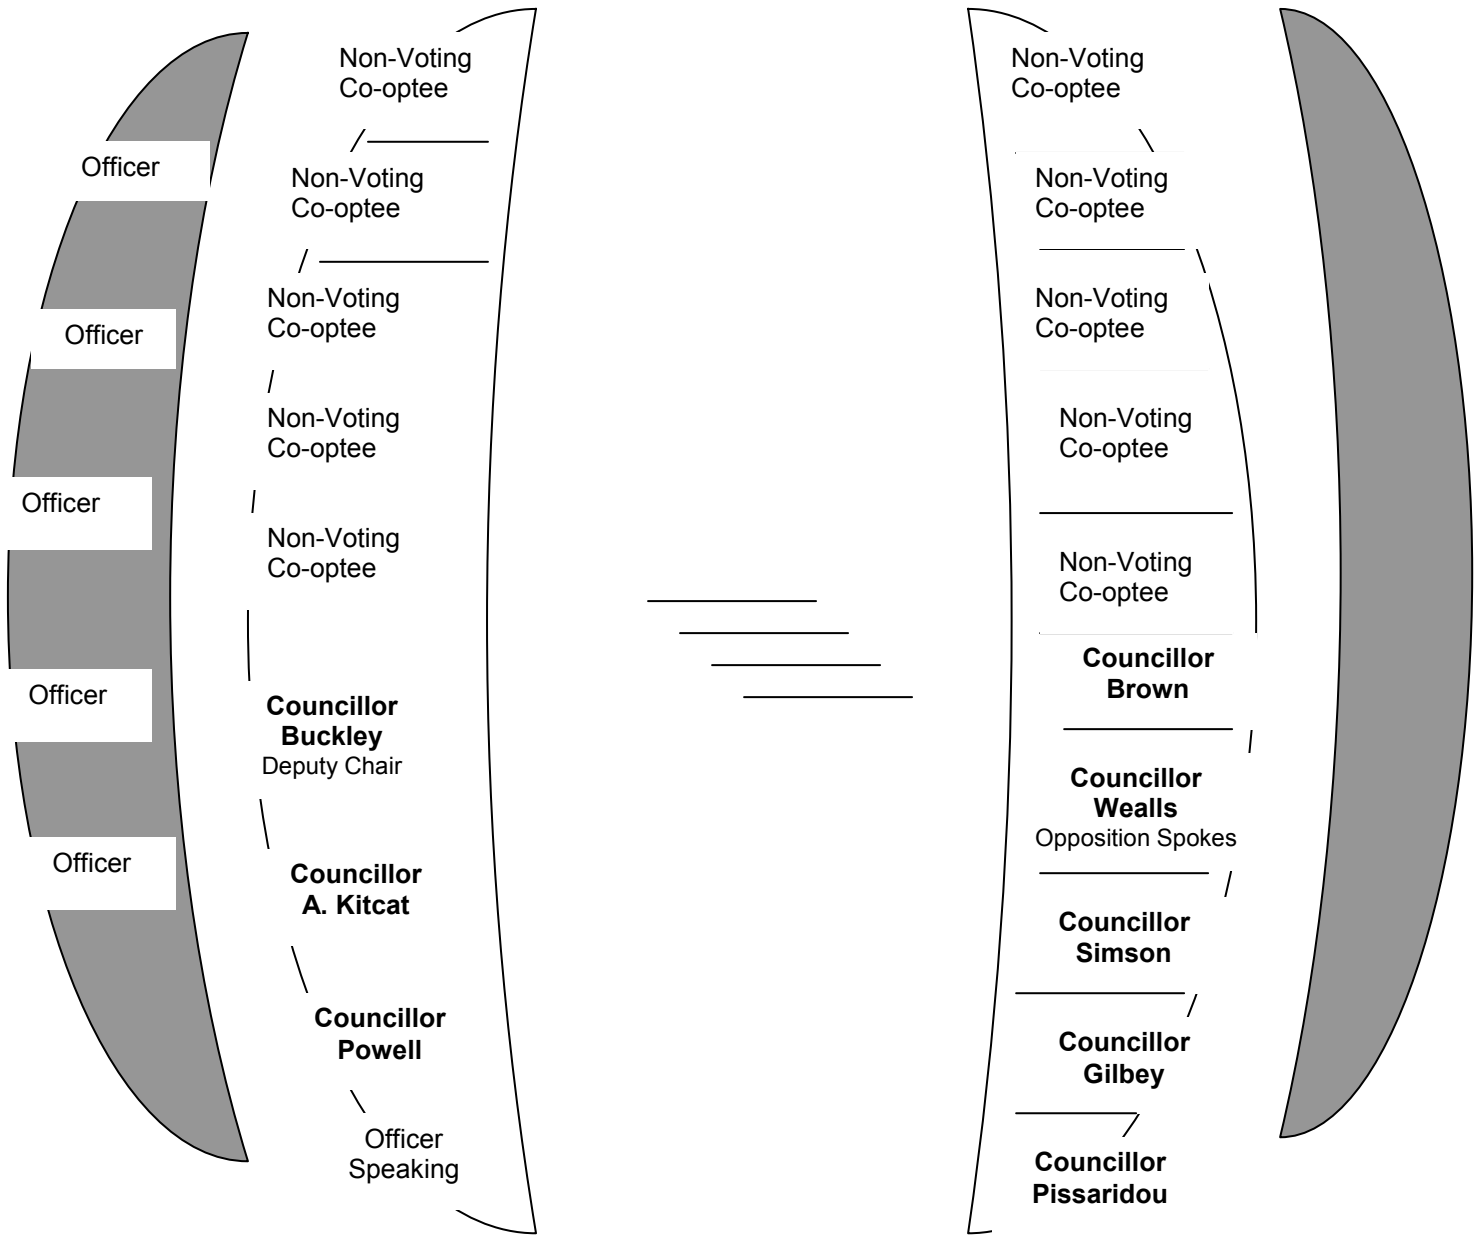 Officer
Officer
Officer
Officer
Officer
Non-Voting
Co-optee
Non-Voting
Co-optee
Non-Voting
Co-optee
Non-Voting
Co-optee
Non-Voting
Co-optee
Councillor
Buckley
Deputy Chair
Councillor
A. Kitcat
Councillor
Powell
Officer
Speaking
Non-Voting
Co-optee
Non-Voting
Co-optee
Non-Voting
Co-optee
Non-Voting
Co-optee
Non-Voting
Co-optee
Councillor
Brown
Councillor
Wealls
Opposition Spokes
Councillor
Simson
Councillor
Gilbey
Councillor
Pissaridou